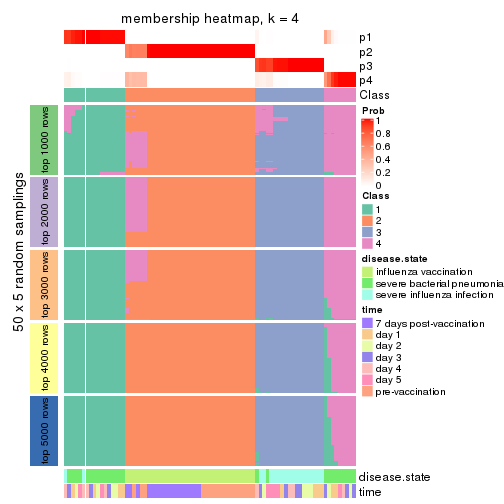 membership heatmap, k = 4
p1
p2
p3
p4
Class
50 x 5 random samplings
top 1000 rows
top 2000 rows
top 3000 rows
top 4000 rows
top 5000 rows
Prob
1
0.8
0.6
0.4
0.2
0
Class
1
2
3
4
disease.state
influenza vaccination
severe bacterial pneumonia
severe influenza infection
time
7 days post-vaccination
day 1
day 2
day 3
day 4
day 5
pre-vaccination
disease.state
time